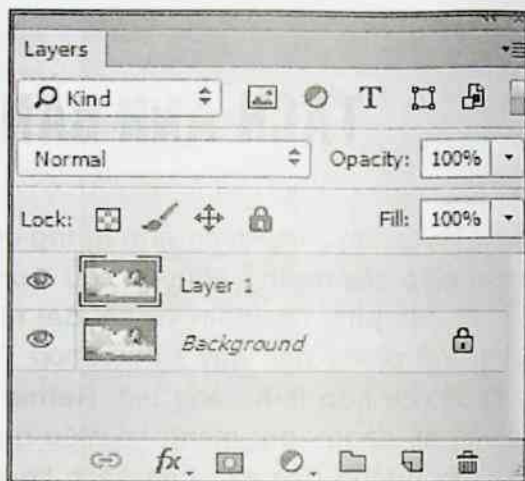 Layers
Kind
T
Normal Opacity: 100%
Lock: Fill: 100%
Layer 1
Background
fx.